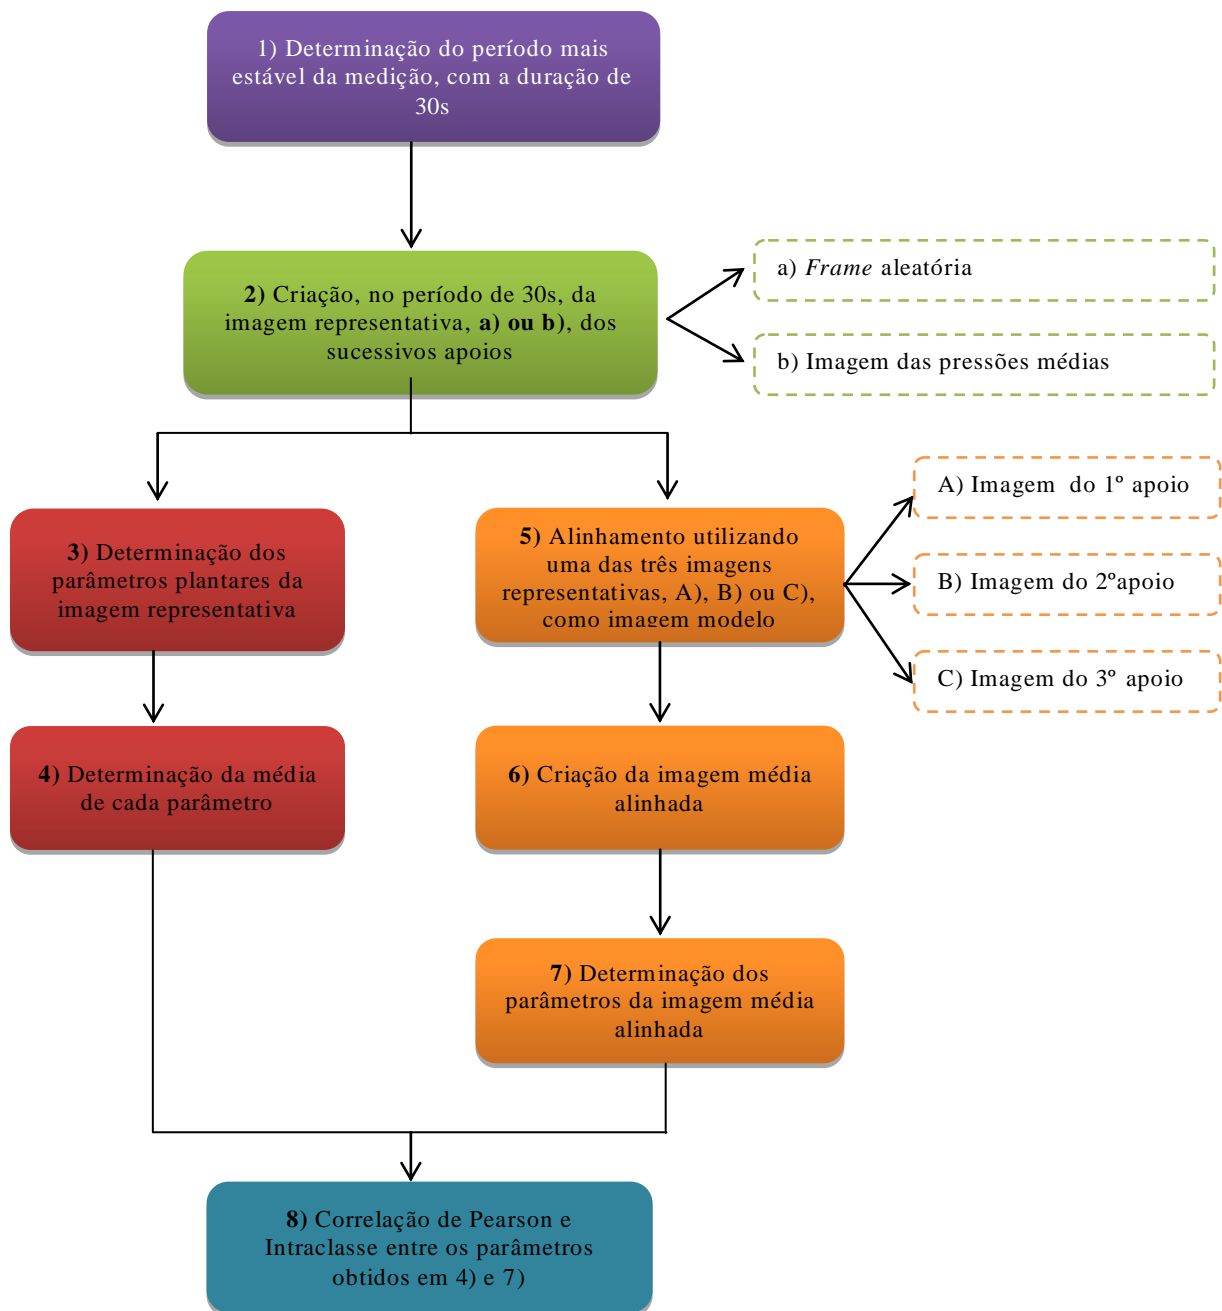 1) Determinação do período mais
estável da medição, com a duração de
30s
2) Criação, no período de 30s, da
imagem representativa, a) ou b), dos
sucessivos apoios
a) Frame aleatória
b) Imagem das pressões médias
3) Determinação dos
parâmetros plantares da
imagem representativa
4) Determinação da média
de cada parâmetro
5) Alinhamento utilizando
uma das três imagens
representativas, A), B) ou C),
como imagem modelo
A) Imagem do 1º apoio
B) Imagem do 2ºapoio
C) Imagem do 3º apoio
6) Criação da imagem média
alinhada
7) Determinação dos
parâmetros da imagem média
alinhada
8) Correlação de Pearson e
Intraclasse entre os parâmetros
obtidos em 4) e 7)